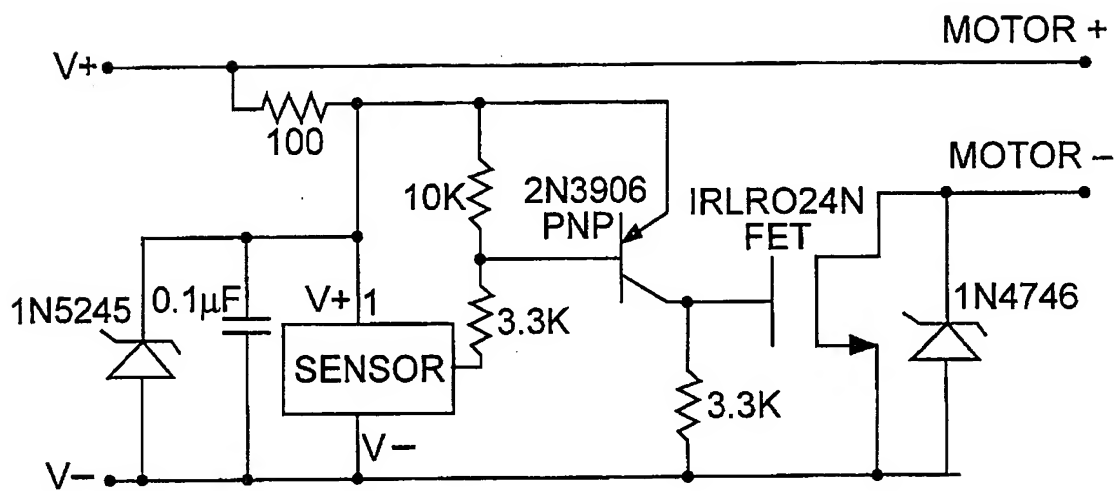 MOTOR +
V+
100
MOTOR –
10K
2N3906
PNP
IRLRO24N
FET
1N5245
0.1μF
V+
1
3.3K
1N4746
SENSOR
3.3K
V–
V–